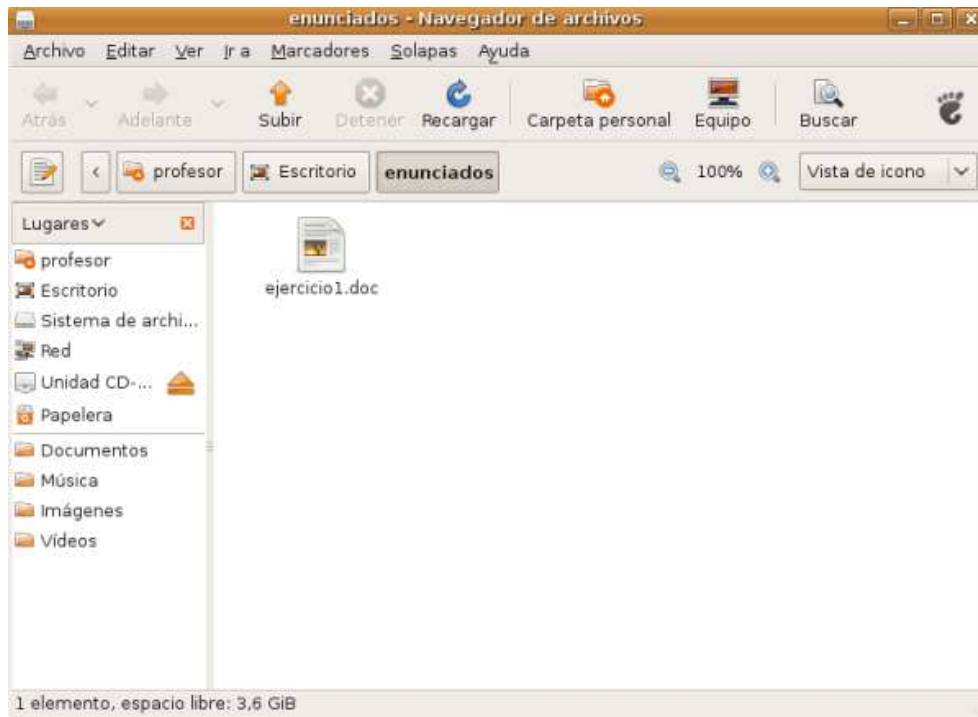 enunciados - Navegador de archivos
Archivo Editar Ver Ir a Marcadores Solapas Ayuda
Atrás Adelante Subir Detener Recargar Carpeta personal Equipo Buscar
profesor Escritorio enunciados 100% Vista de icono
Lugares
profesor
Escritorio
Sistema de archi...
Red
Unidad CD-...
Papelera
Documentos
Música
Imágenes
Vídeos
ejercicio1.doc
1 elemento, espacio libre: 3,6 GiB